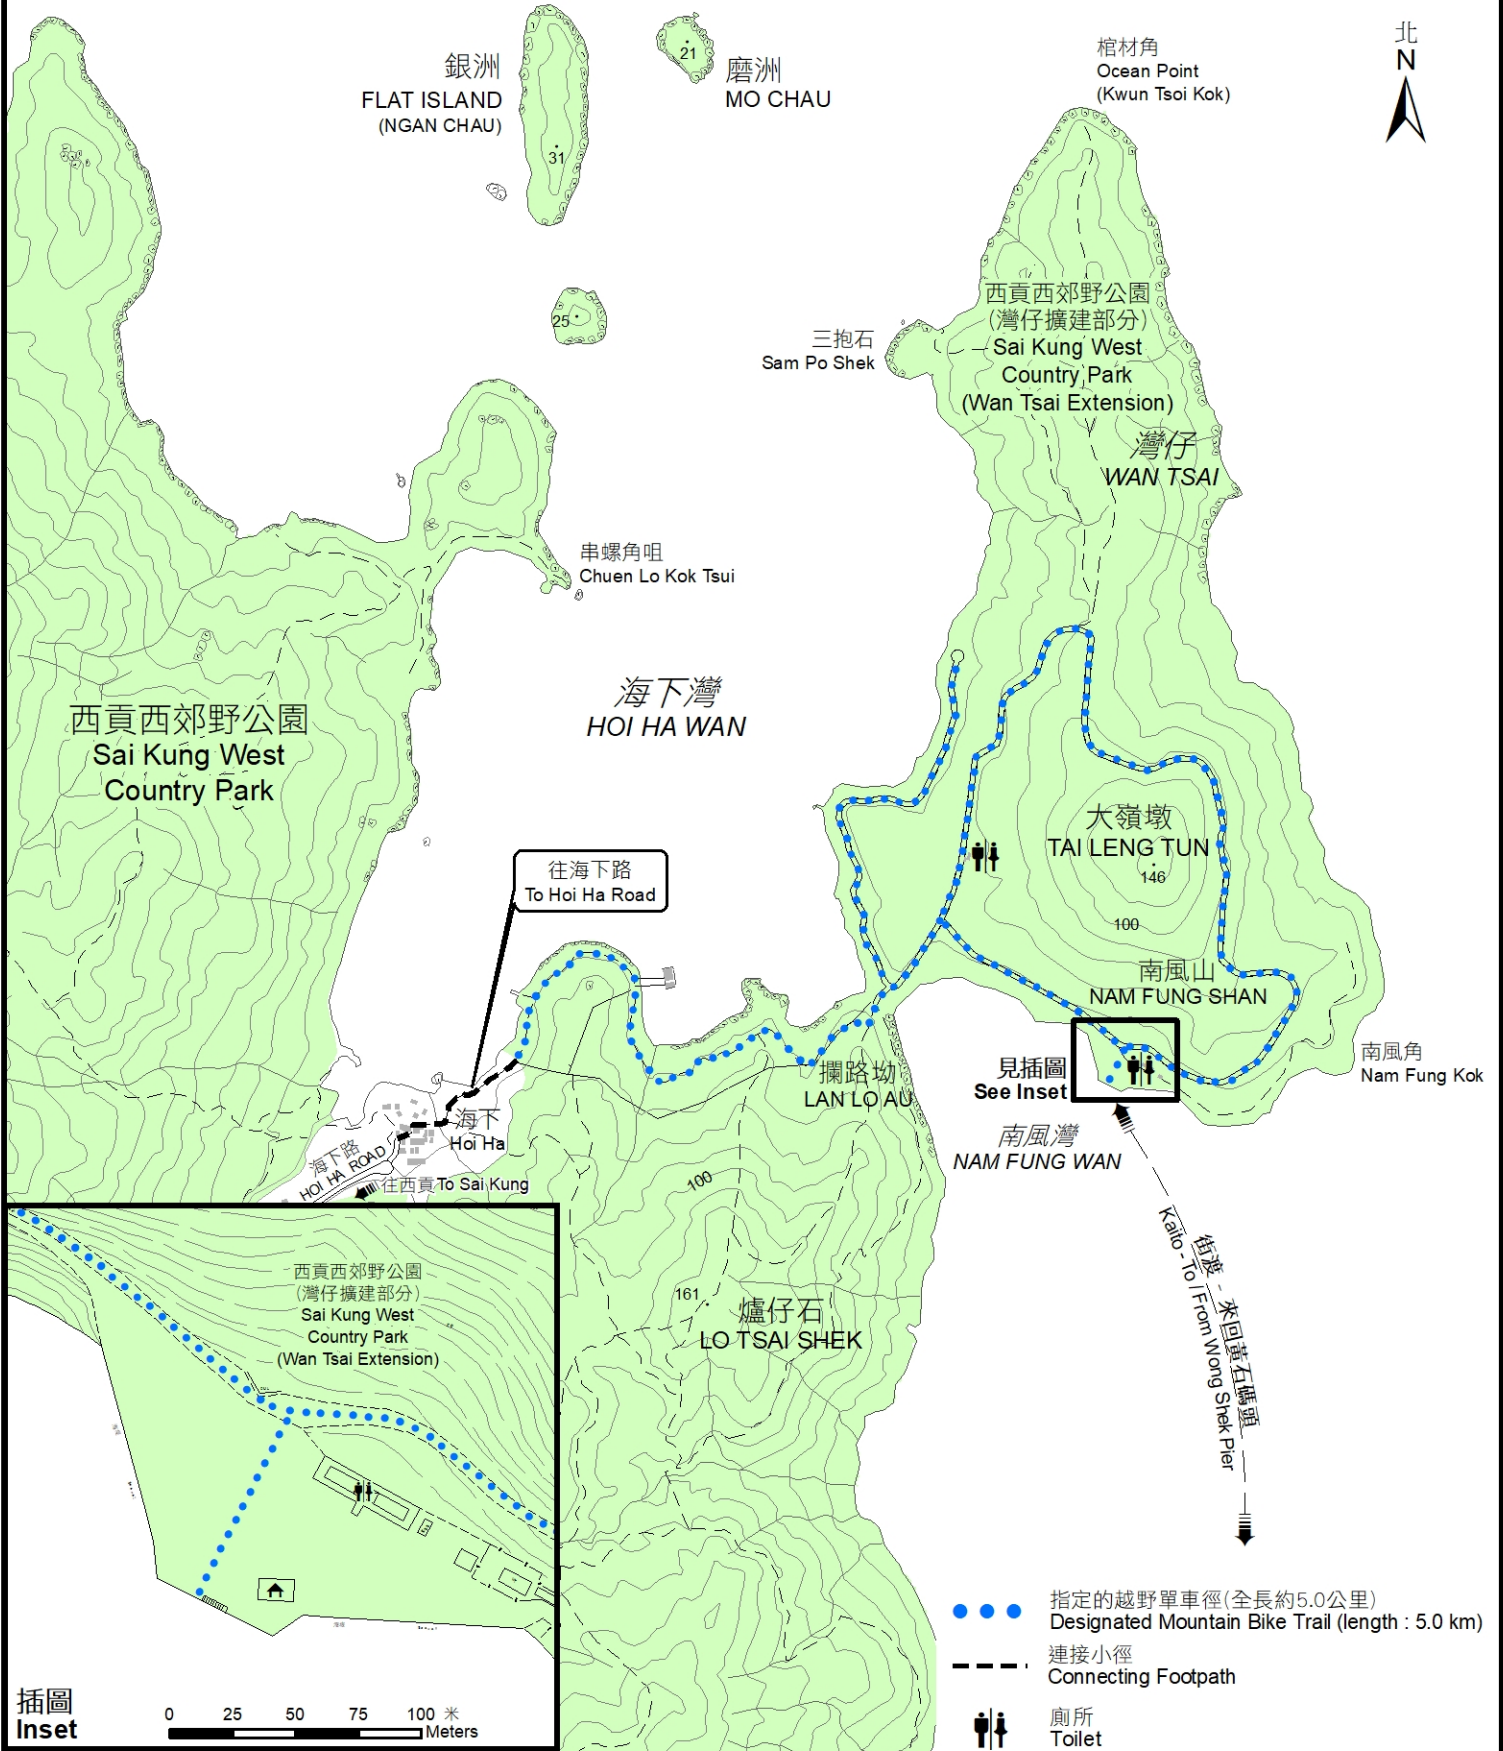 北
N
銀洲
FLAT ISLAND
(NGAN CHAU)
31
21
磨洲
MO CHAU
棺材角
Ocean Point
(Kwun Tsoi Kok)
25
三抱石
Sam Po Shek
西貢西郊野公園
(灣仔擴建部分)
Sai Kung West
Country Park
(Wan Tsai Extension)
灣仔
WAN TSAI
串螺角咀
Chuen Lo Kok Tsui
海下灣
HOI HA WAN
西貢西郊野公園
Sai Kung West
Country Park
大嶺墩
TAI LENG TUN
146
100
往海下路
To Hoi Ha Road
南風山
NAM FUNG SHAN
南風角
Nam Fung Kok
見插圖
See Inset
攔路坳
LAN LO AU
海下
Hoi Ha
海下路
HOI HA ROAD
往西貢To Sai Kung
南風灣
NAM FUNG WAN
100
161
爐仔石
LO TSAI SHEK
街渡 - 來回黃石碼頭
Kaito - To / From Wong Shek Pier
西貢西郊野公園
(灣仔擴建部分)
Sai Kung West
Country Park
(Wan Tsai Extension)
插圖
Inset
0 25 50 75 100 米
Meters
指定的越野單車徑(全長約5.0公里)
Designated Mountain Bike Trail (length : 5.0 km)
連接小徑
Connecting Footpath
廁所
Toilet